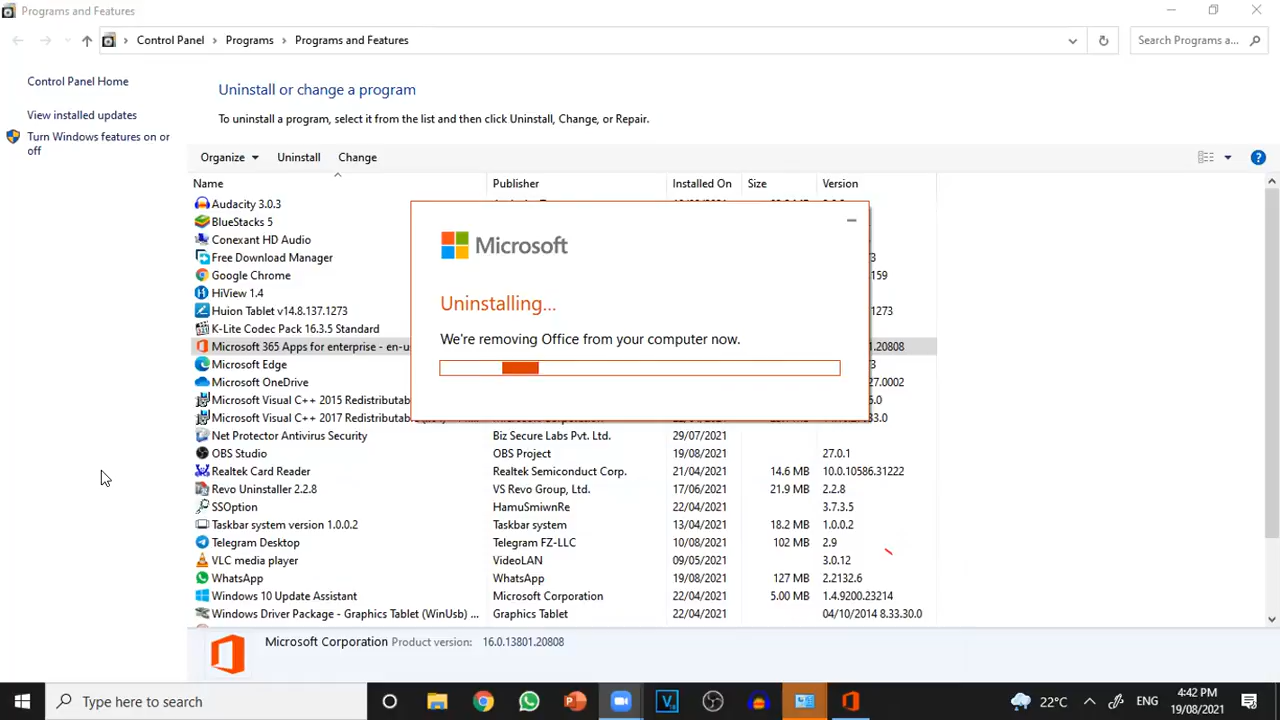 Programs and Features
Control Panel > Programs > Programs and Features
Search Programs a...
Control Panel Home
View installed updates
Turn Windows features on or
off
Uninstall or change a program
To uninstall a program, select it from the list and then click Uninstall, Change, or Repair.
Organize Uninstall Change
Name Publisher Installed On Size Version
Audacity 3.0.3
BlueStacks 5
Conexant HD Audio
Free Download Manager
Google Chrome 159
HiView 1.4
Huion Tablet v14.8.137.1273 1273
K-Lite Codec Pack 16.3.5 Standard
Microsoft 365 Apps for enterprise - en-u 1.20808
Microsoft Edge
Microsoft OneDrive 27.0002
Microsoft Visual C++ 2015 Redistributab
Microsoft Visual C++ 2017 Redistributab
Microsoft
Uninstalling...
We're removing Office from your computer now.
Net Protector Antivirus Security Biz Secure Labs Pvt. Ltd. 29/07/2021
OBS Studio OBS Project 19/08/2021 27.0.1
Realtek Card Reader Realtek Semiconductor Corp. 21/04/2021 14.6 MB 10.0.10586.31222
Revo Uninstaller 2.2.8 VS Revo Group, Ltd. 17/06/2021 21.9 MB 2.2.8
SSOption HamuSmiwnRe 22/04/2021 3.7.3.5
Taskbar system version 1.0.0.2 Taskbar system 13/04/2021 18.2 MB 1.0.0.2
Telegram Desktop Telegram FZ-LLC 10/08/2021 102 MB 2.9
VLC media player VideoLAN 09/05/2021 3.0.12
WhatsApp WhatsApp 19/08/2021 127 MB 2.2132.6
Windows 10 Update Assistant Microsoft Corporation 22/04/2021 5.00 MB 1.4.9200.23214
Windows Driver Package - Graphics Tablet (WinUsb) ... Graphics Tablet 22/04/2021 04/10/2014 8.33.30.0
Microsoft Corporation Product version: 16.0.13801.20808
Type here to search
22°C
ENG
4:42 PM
19/08/2021